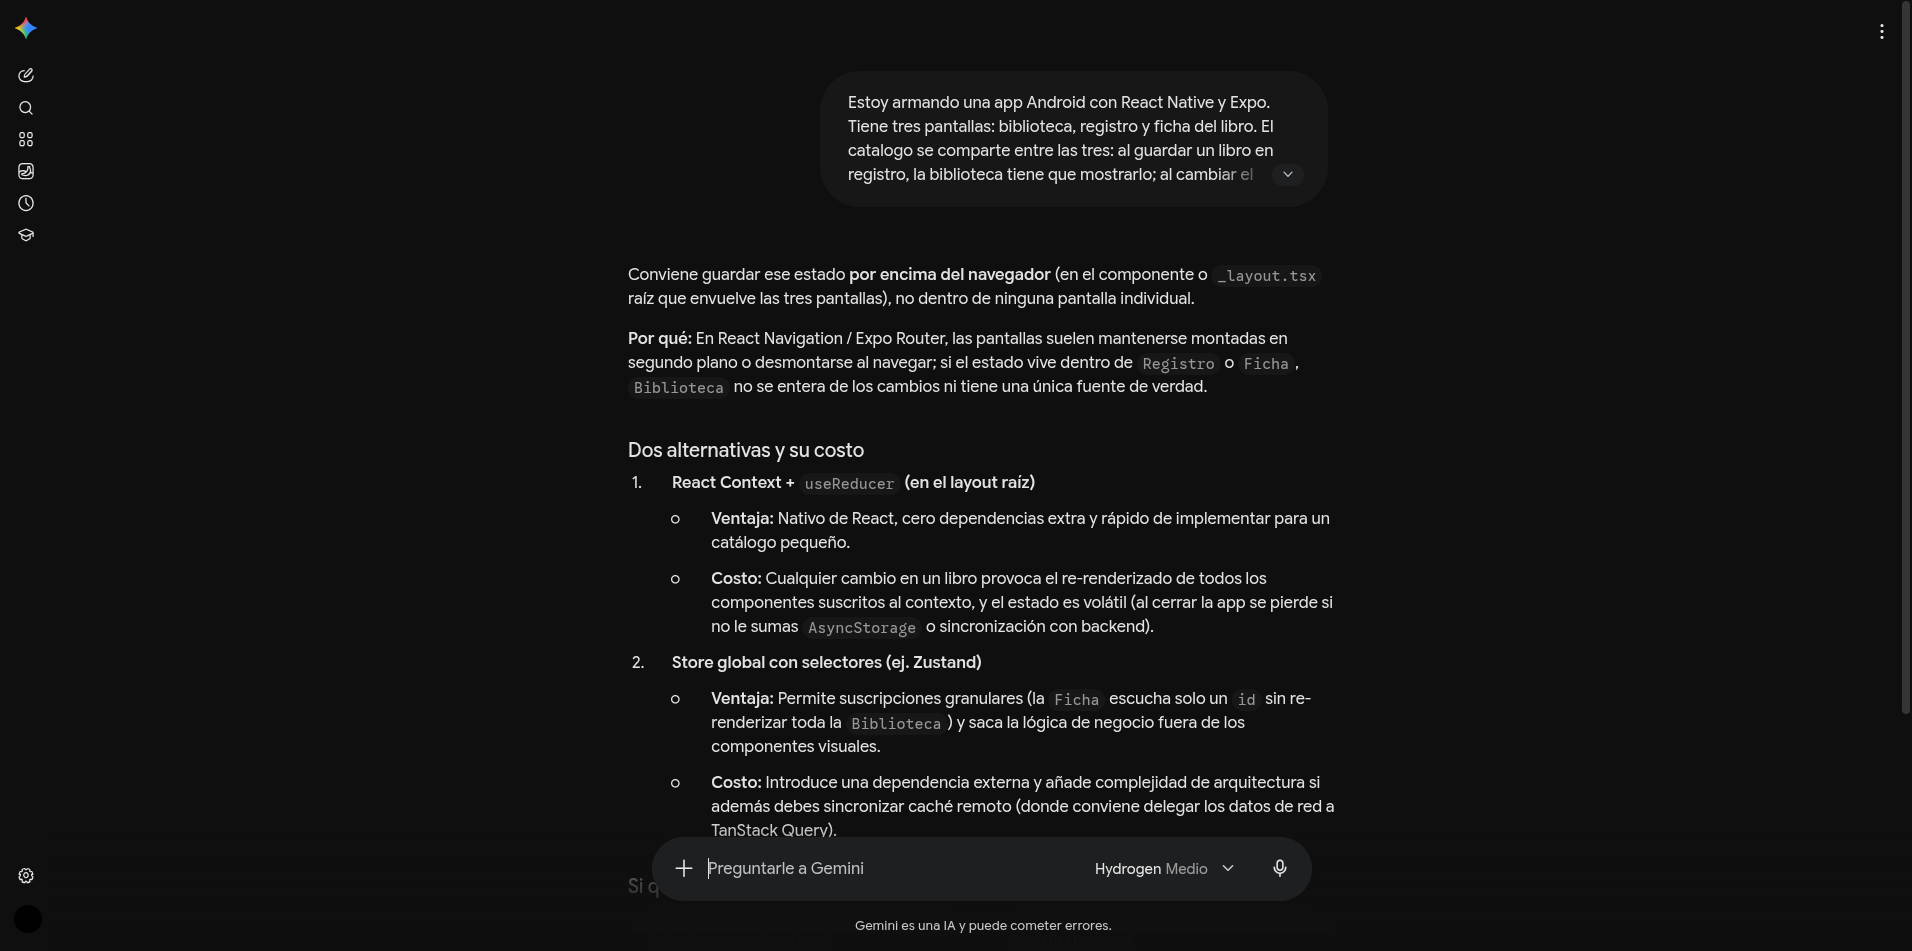 Estoy armando una app Android con React Native y Expo.
Tiene tres pantallas: biblioteca, registro y ficha del libro. El
catalogo se comparte entre las tres: al guardar un libro en
registro, la biblioteca tiene que mostrarlo; al cambiar el
Conviene guardar ese estado por encima del navegador (en el componente o _layout.tsx
raíz que envuelve las tres pantallas), no dentro de ninguna pantalla individual.
Por qué: En React Navigation / Expo Router, las pantallas suelen mantenerse montadas en
segundo plano o desmontarse al navegar; si el estado vive dentro de Registro o Ficha,
Biblioteca no se entera de los cambios ni tiene una única fuente de verdad.
Dos alternativas y su costo
1. React Context + useReducer (en el layout raíz)
Ventaja: Nativo de React, cero dependencias extra y rápido de implementar para un
catálogo pequeño.
Costo: Cualquier cambio en un libro provoca el re-renderizado de todos los
componentes suscritos al contexto, y el estado es volátil (al cerrar la app se pierde si
no le sumas AsyncStorage o sincronización con backend).
2. Store global con selectores (ej. Zustand)
Ventaja: Permite suscripciones granulares (la Ficha escucha solo un id sin re-
renderizar toda la Biblioteca) y saca la lógica de negocio fuera de los
componentes visuales.
Costo: Introduce una dependencia externa y añade complejidad de arquitectura si
además debes sincronizar caché remoto (donde conviene delegar los datos de red a
TanStack Query).
Preguntarle a Gemini
Hydrogen Medio
Si
Gemini es una IA y puede cometer errores.